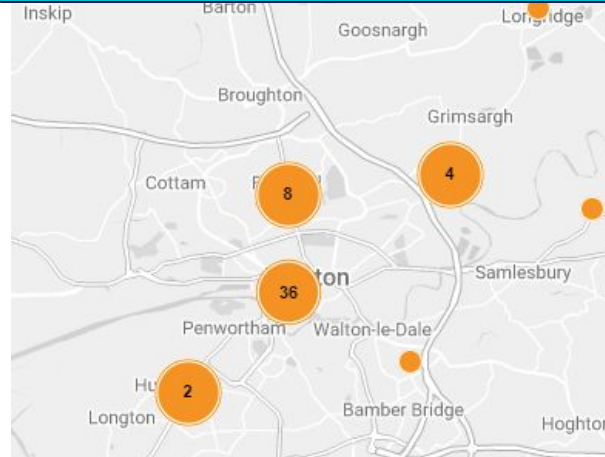 Inskip
Barton
Longridge
Goosnargh
Broughton
Grimsargh
Cottam
8
4
36
ton
Samlesbury
Penwortham
Walton-le-Dale
2
Longton
Bamber Bridge
Hoghton